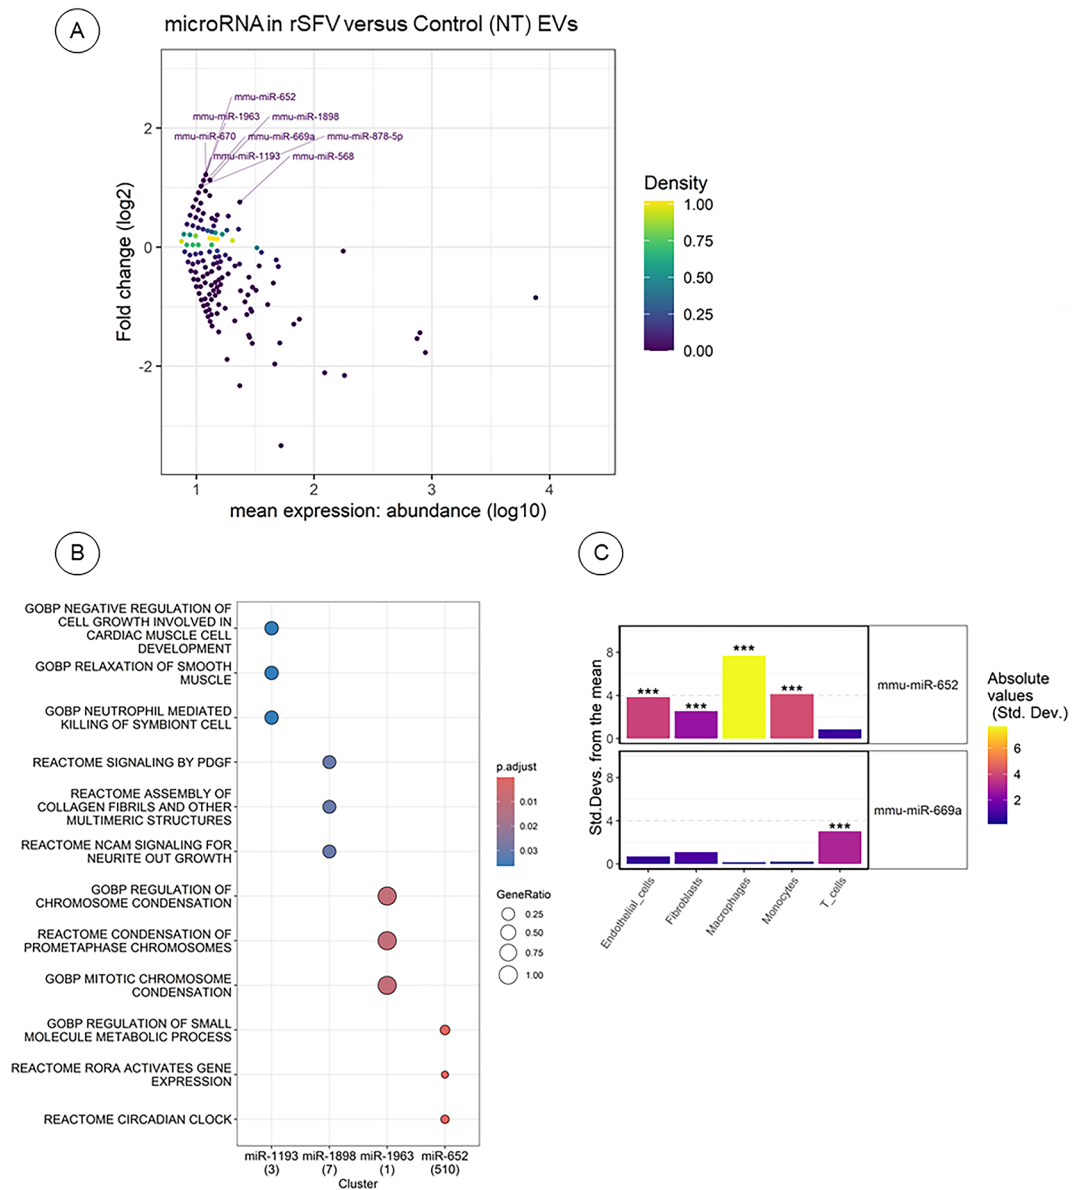 A
microRNA in rSFV versus Control (NT) EVs
mmu-miR-652
mmu-miR-1963
mmu-miR-1898
mmu-miR-670
mmu-miR-669a
mmu-miR-878-5p
mmu-miR-1193
mmu-miR-568
2
0
-2
Fold change (log2)
1
2
3
4
mean expression: abundance (log10)
Density
1.00
0.75
0.50
0.25
0.00
B
GOBP NEGATIVE REGULATION OF
CELL GROWTH INVOLVED IN
CARDIAC MUSCLE CELL
DEVELOPMENT
GOBP RELAXATION OF SMOOTH
MUSCLE
GOBP NEUTROPHIL MEDIATED
KILLING OF SYMBIONT CELL
REACTOME SIGNALING BY PDGF
REACTOME ASSEMBLY OF
COLLAGEN FIBRILS AND OTHER
MULTIMERIC STRUCTURES
REACTOME NCAM SIGNALING FOR
NEURITE OUT GROWTH
GOBP REGULATION OF
CHROMOSOME CONDENSATION
REACTOME CONDENSATION OF
PROMETAPHASE CHROMOSOMES
GOBP MITOTIC CHROMOSOME
CONDENSATION
GOBP REGULATION OF SMALL
MOLECULE METABOLIC PROCESS
REACTOME RORA ACTIVATES GENE
EXPRESSION
REACTOME CIRCADIAN CLOCK
miR-1193 miR-1898 miR-1963 miR-652
(3) (7) (1) (510)
Cluster
p.adjust
0.01
0.02
0.03
GeneRatio
0.25
0.50
0.75
1.00
C
Std.Devs. from the mean
8
4
0
***
***
***
***
mmu-miR-652
8
4
0
***
mmu-miR-669a
Endothelial_cells
Fibroblasts
Macrophages
Monocytes
T_cells
Absolute
values
(Std. Dev.)
6
4
2